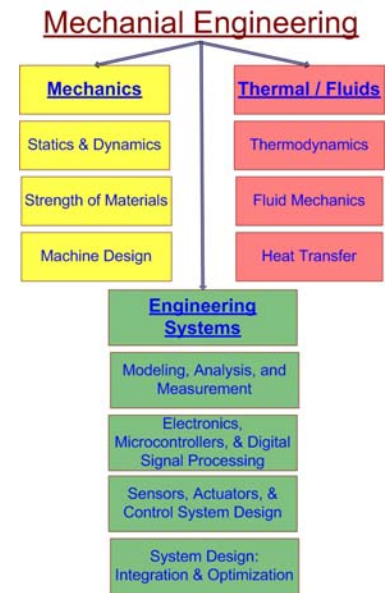 Mechanial Engineering
Mechanics
Statics & Dynamics
Strength of Materials
Machine Design
Thermal / Fluids
Thermodynamics
Fluid Mechanics
Heat Transfer
Engineering
Systems
Modeling, Analysis, and
Measurement
Electronics,
Microcontrollers, & Digital
Signal Processing
Sensors, Actuators, &
Control System Design
System Design:
Integration & Optimization